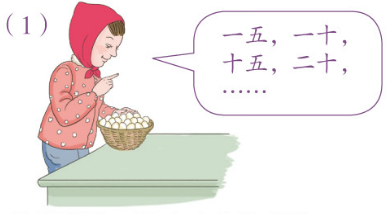 （1）
一五，一十，
十五，二十，
……